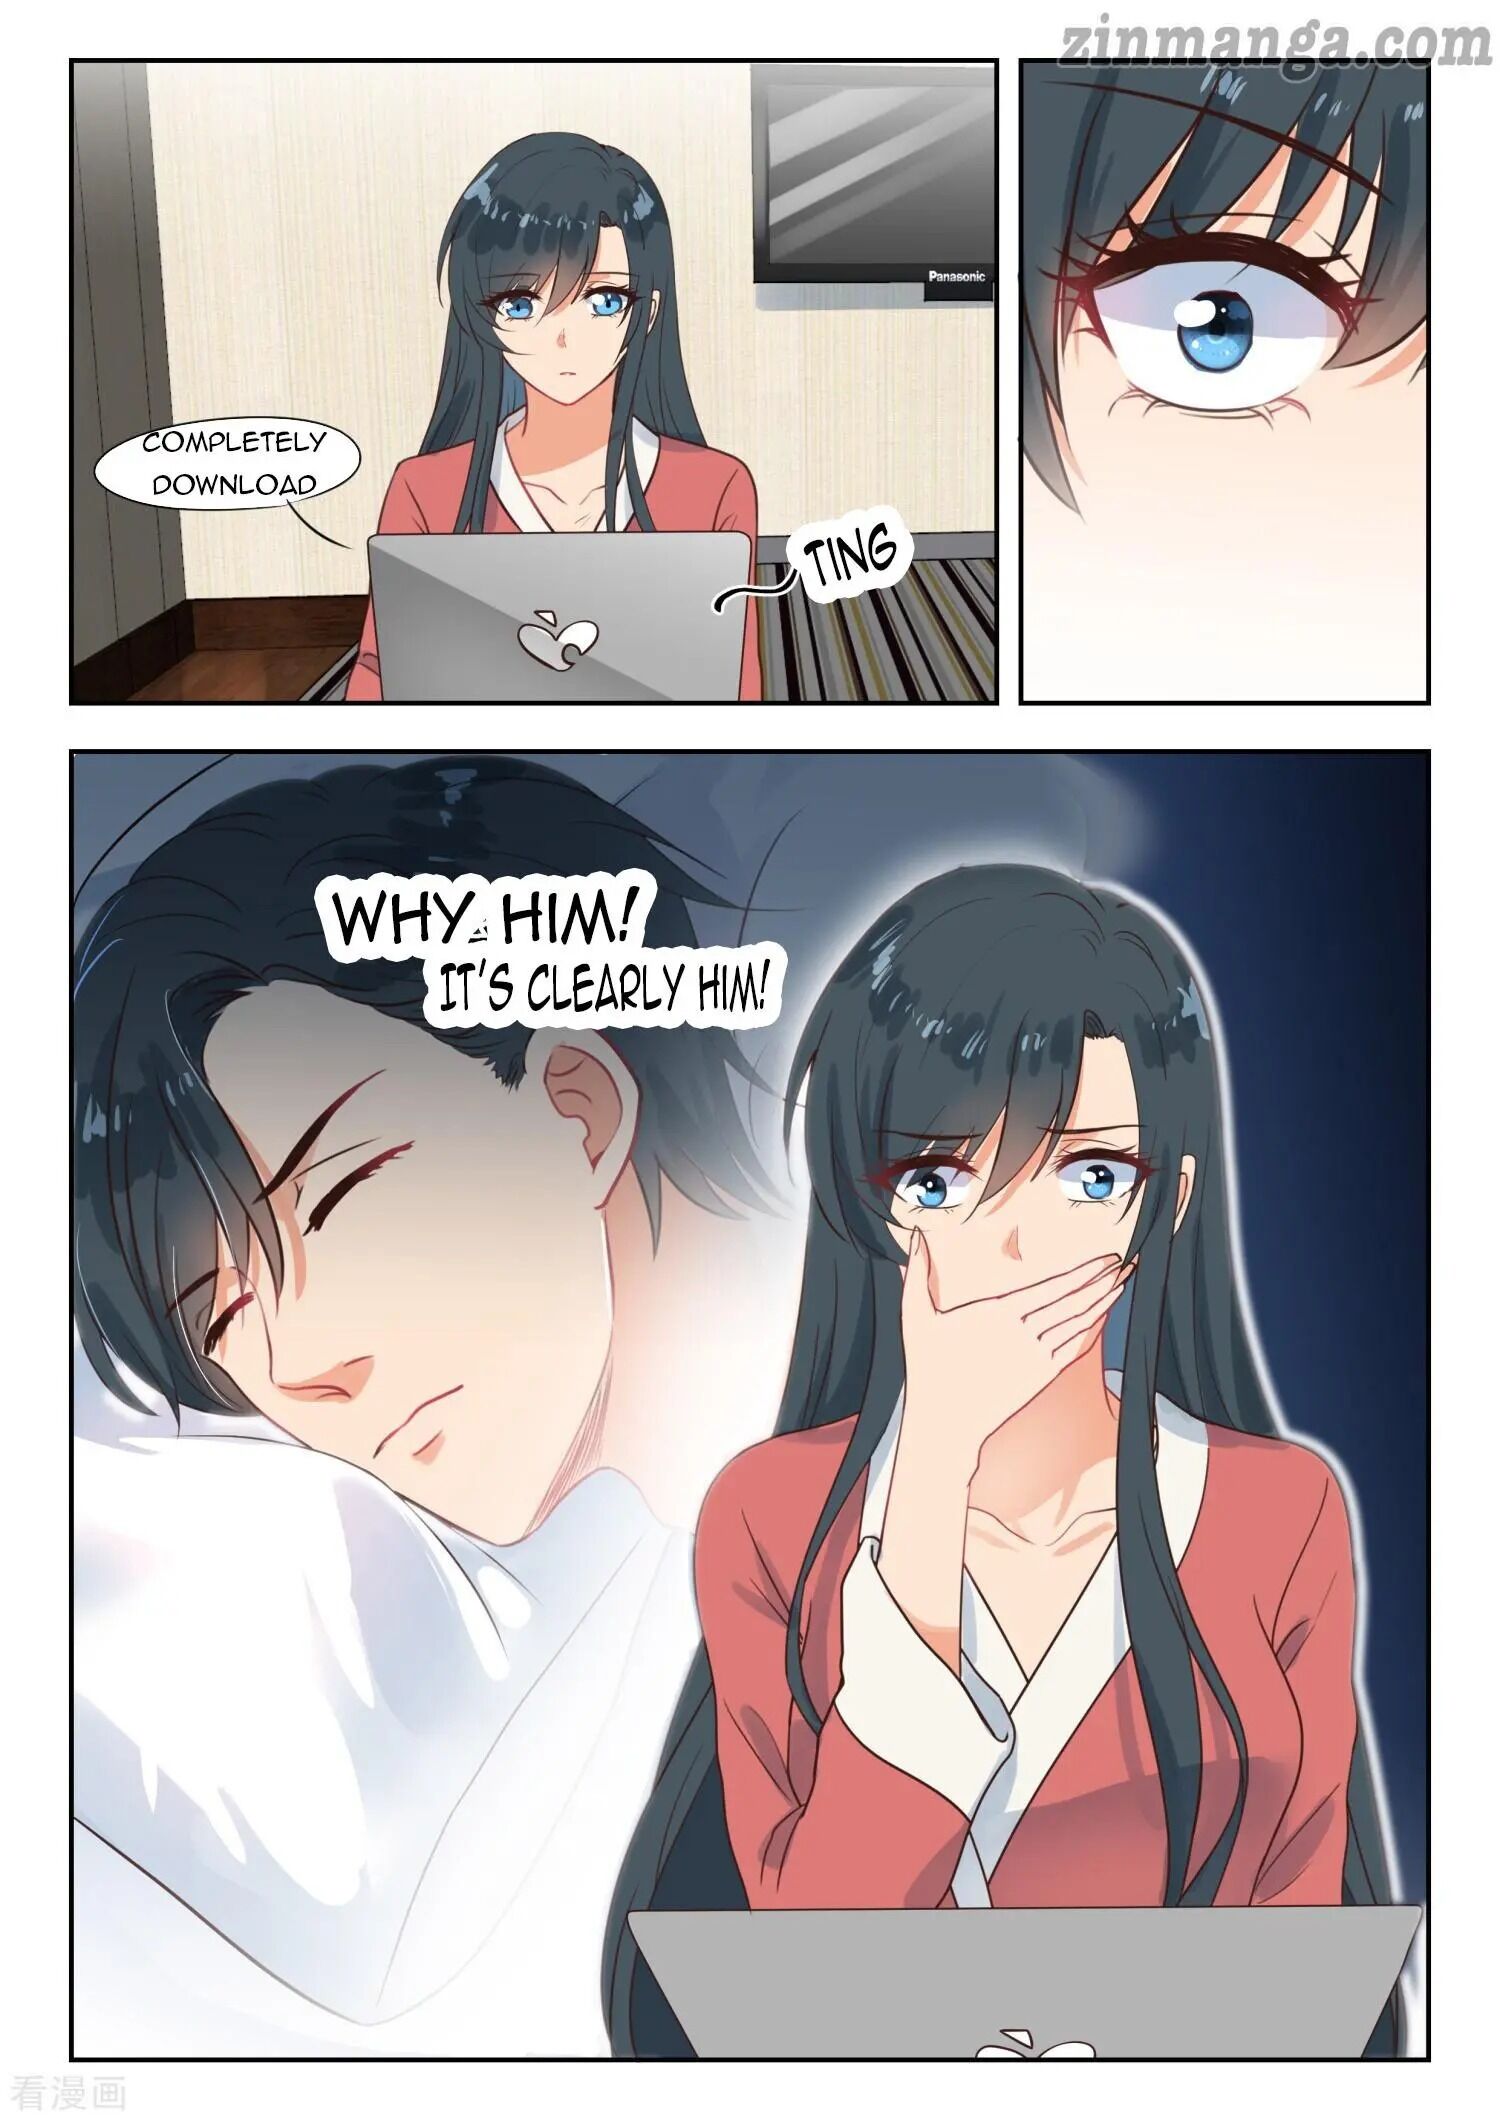 zinmanga.com
Panasonic
COMPLETELY
DOWNLOAD
TING
WHY HIM!
IT'S CLEARLY HIM!
看漫画